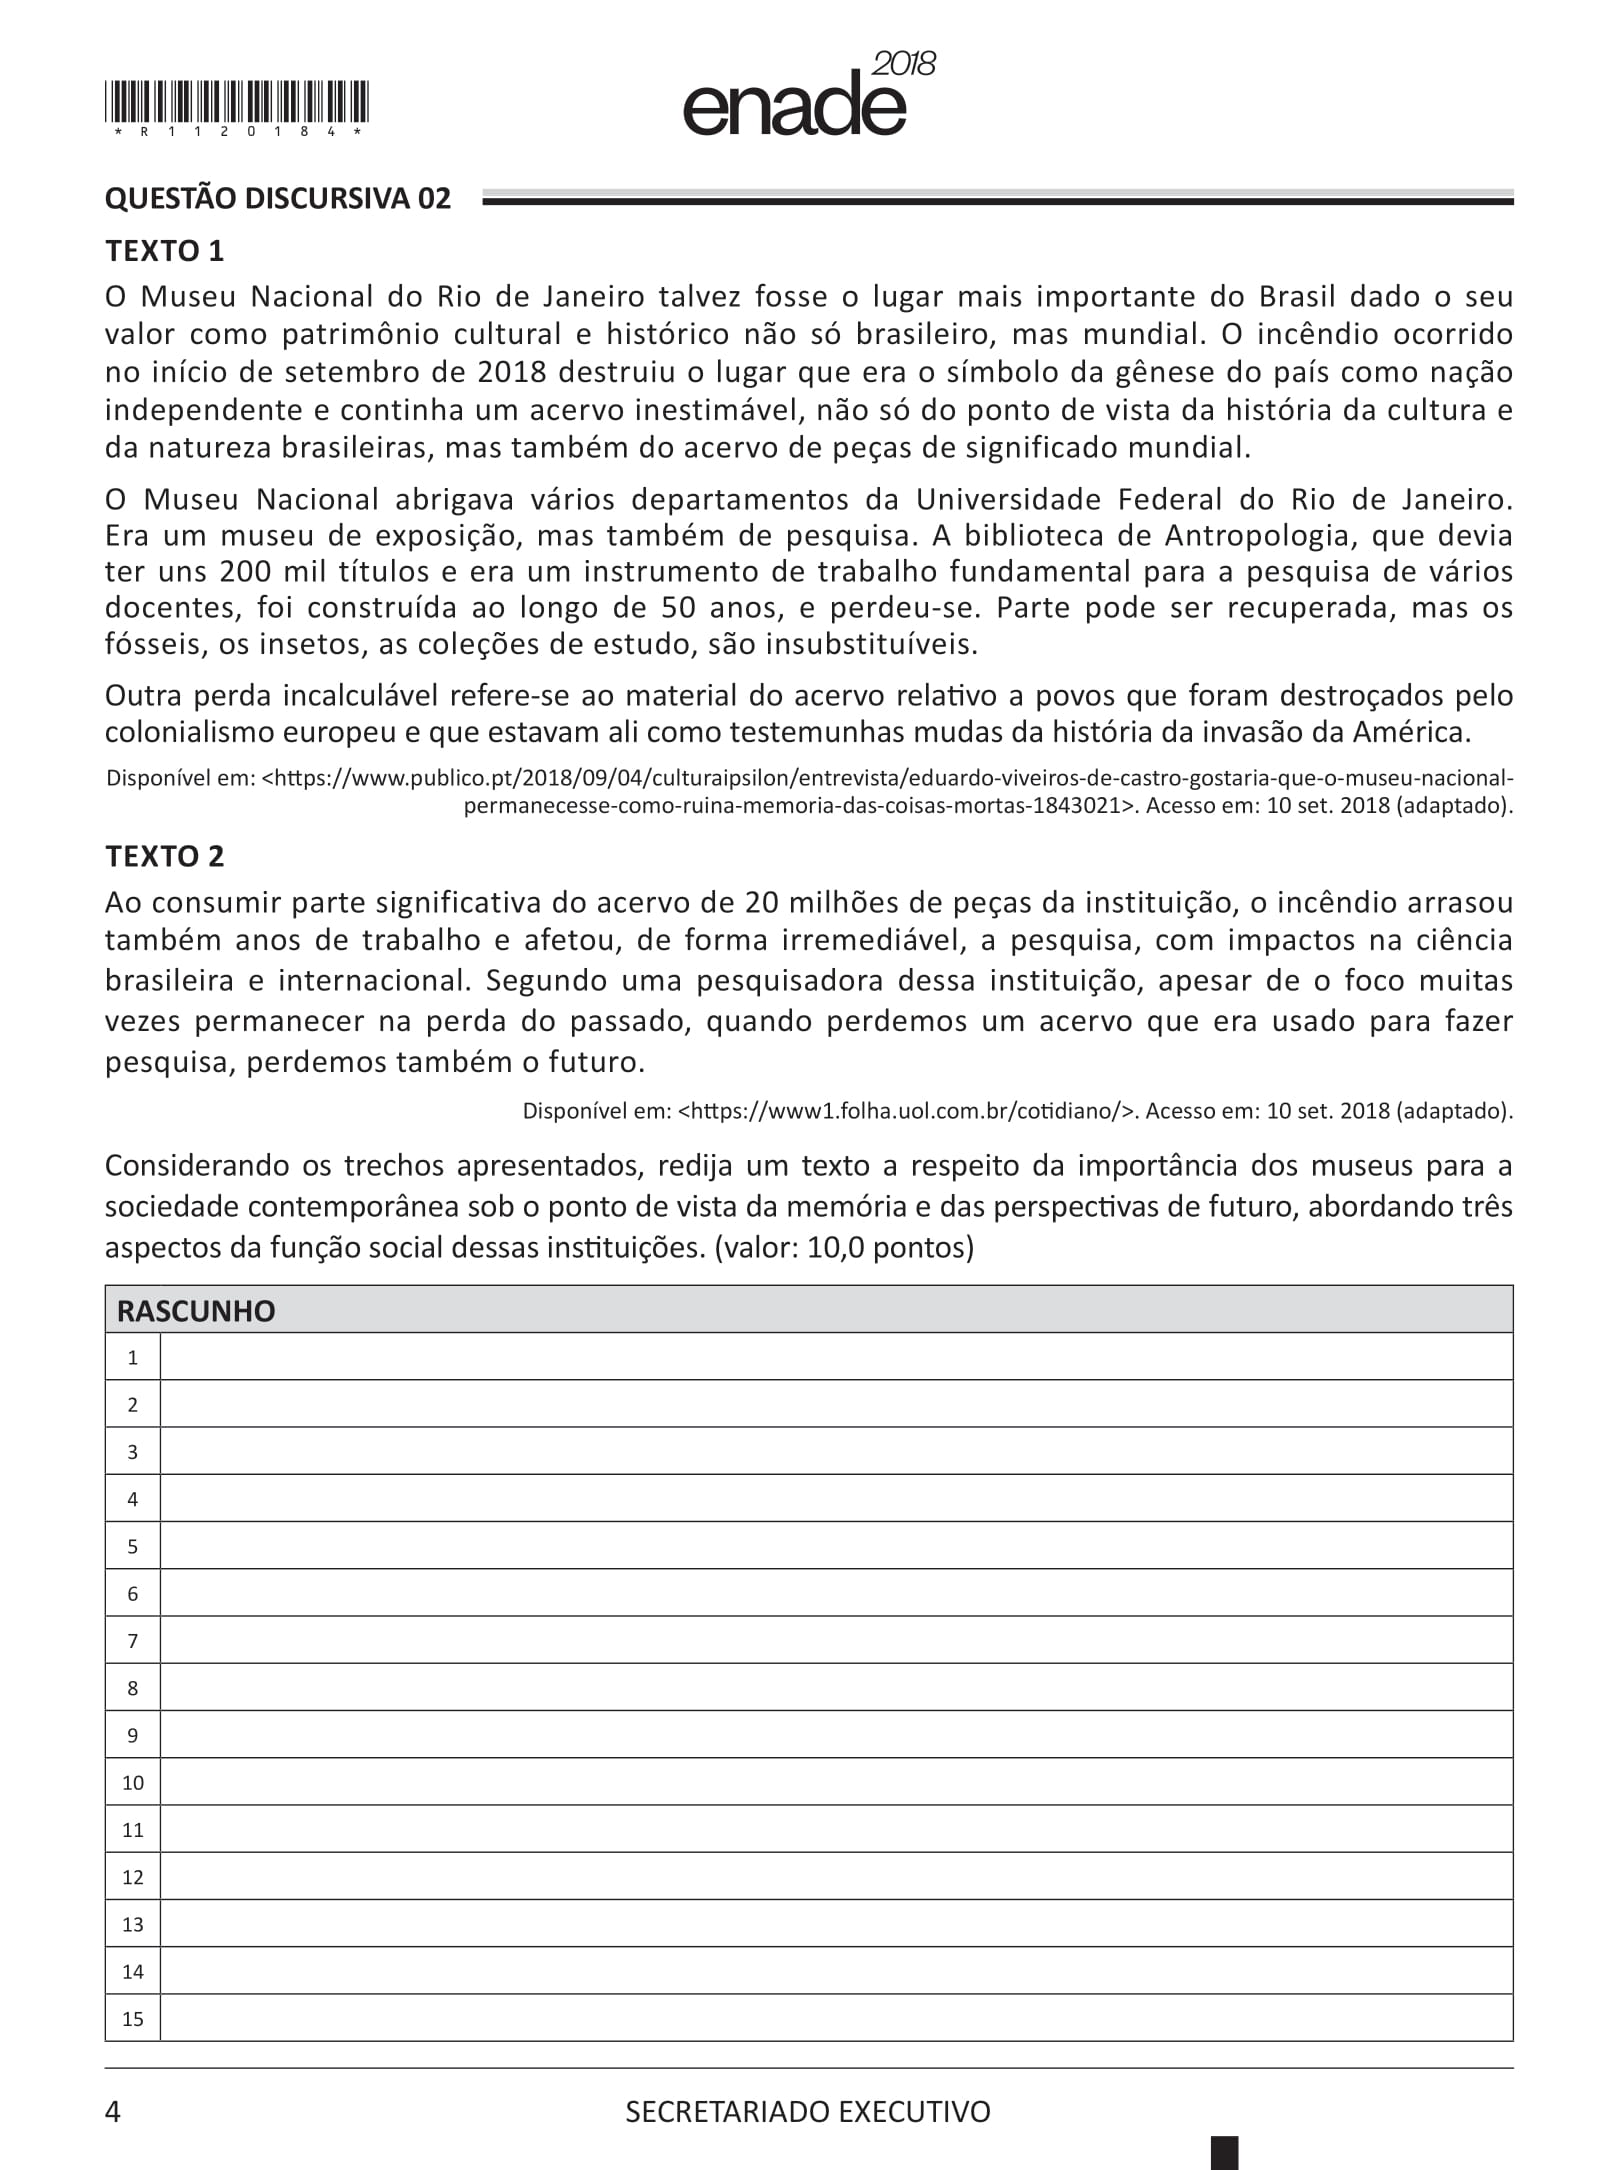 enade 2018
* R 1 1 2 0 1 8 4 *
QUESTÃO DISCURSIVA 02
TEXTO 1
O Museu Nacional do Rio de Janeiro talvez fosse o lugar mais importante do Brasil dado o seu
valor como patrimônio cultural e histórico não só brasileiro, mas mundial. O incêndio ocorrido
no início de setembro de 2018 destruiu o lugar que era o símbolo da gênese do país como nação
independente e continha um acervo inestimável, não só do ponto de vista da história da cultura e
da natureza brasileiras, mas também do acervo de peças de significado mundial.
O Museu Nacional abrigava vários departamentos da Universidade Federal do Rio de Janeiro.
Era um museu de exposição, mas também de pesquisa. A biblioteca de Antropologia, que devia
ter uns 200 mil títulos e era um instrumento de trabalho fundamental para a pesquisa de vários
docentes, foi construída ao longo de 50 anos, e perdeu-se. Parte pode ser recuperada, mas os
fósseis, os insetos, as coleções de estudo, são insubstituíveis.
Outra perda incalculável refere-se ao material do acervo relativo a povos que foram destroçados pelo
colonialismo europeu e que estavam ali como testemunhas mudas da história da invasão da América.
Disponível em: <https://www.publico.pt/2018/09/04/culturaipsilon/entrevista/eduardo-viveiros-de-castro-gostaria-que-o-museu-nacional-
permanecesse-como-ruina-memoria-das-coisas-mortas-1843021>. Acesso em: 10 set. 2018 (adaptado).
TEXTO 2
Ao consumir parte significativa do acervo de 20 milhões de peças da instituição, o incêndio arrasou
também anos de trabalho e afetou, de forma irremediável, a pesquisa, com impactos na ciência
brasileira e internacional. Segundo uma pesquisadora dessa instituição, apesar de o foco muitas
vezes permanecer na perda do passado, quando perdemos um acervo que era usado para fazer
pesquisa, perdemos também o futuro.
Disponível em: <https://www1.folha.uol.com.br/cotidiano/>. Acesso em: 10 set. 2018 (adaptado).
Considerando os trechos apresentados, redija um texto a respeito da importância dos museus para a
sociedade contemporânea sob o ponto de vista da memória e das perspectivas de futuro, abordando três
aspectos da função social dessas instituições. (valor: 10,0 pontos)
RASCUNHO
1
2
3
4
5
6
7
8
9
10
11
12
13
14
15
4 SECRETARIADO EXECUTIVO